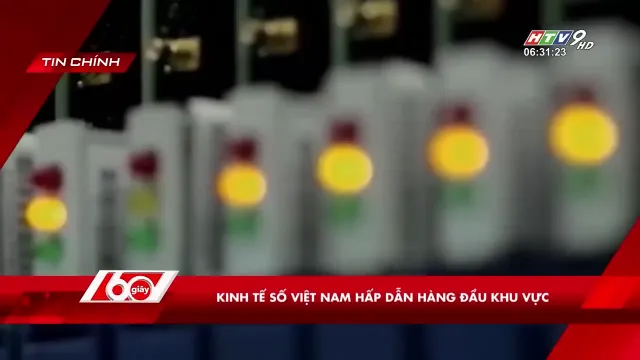 TIN CHÍNH
HTV9 HD
06:31:23
60 giây
KINH TẾ SỐ VIỆT NAM HẤP DẪN HÀNG ĐẦU KHU VỰC